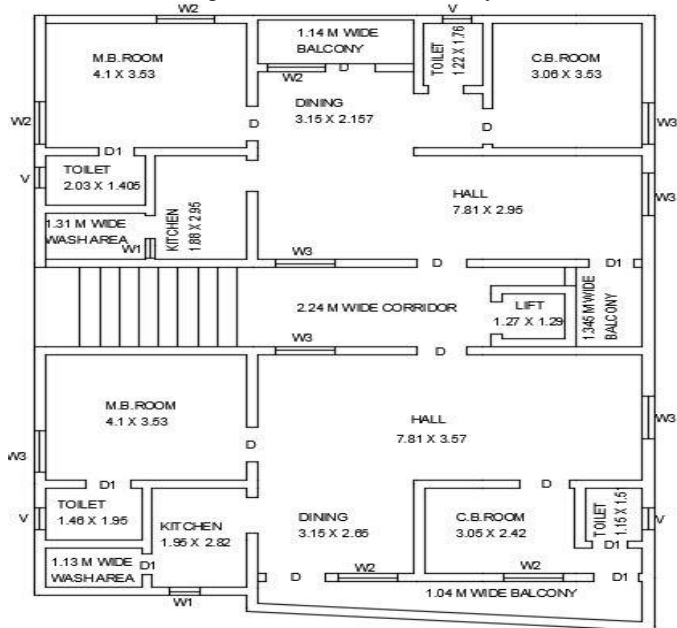 W2
V
1.14 M WIDE
BALCONY
M.B.ROOM
4.1 X 3.53
TOILET
1.22 X 1.76
C.B.ROOM
3.06 X 3.53
W2
D
DINING
3.15 X 2.157
W2
W3
D
D
D1
TOILET
2.03 X 1.405
V
HALL
7.81 X 2.95
W3
KITCHEN
1.88 X 2.95
1.31 M WIDE
WASH AREA
W1
W3
D
D1
2.24 M WIDE CORRIDOR
LIFT
1.27 X 1.29
1.345 M WIDE
BALCONY
W3
D
M.B.ROOM
4.1 X 3.53
HALL
7.81 X 3.57
W3
D
W3
D1
D
TOILET
1.46 X 1.95
V
KITCHEN
1.95 X 2.82
DINING
3.15 X 2.65
C.B.ROOM
3.05 X 2.42
TOILET
1.15 X 1.51
V
D1
1.13 M WIDE
WASH AREA
D1
W2
W2
D
D1
1.04 M WIDE BALCONY
W1